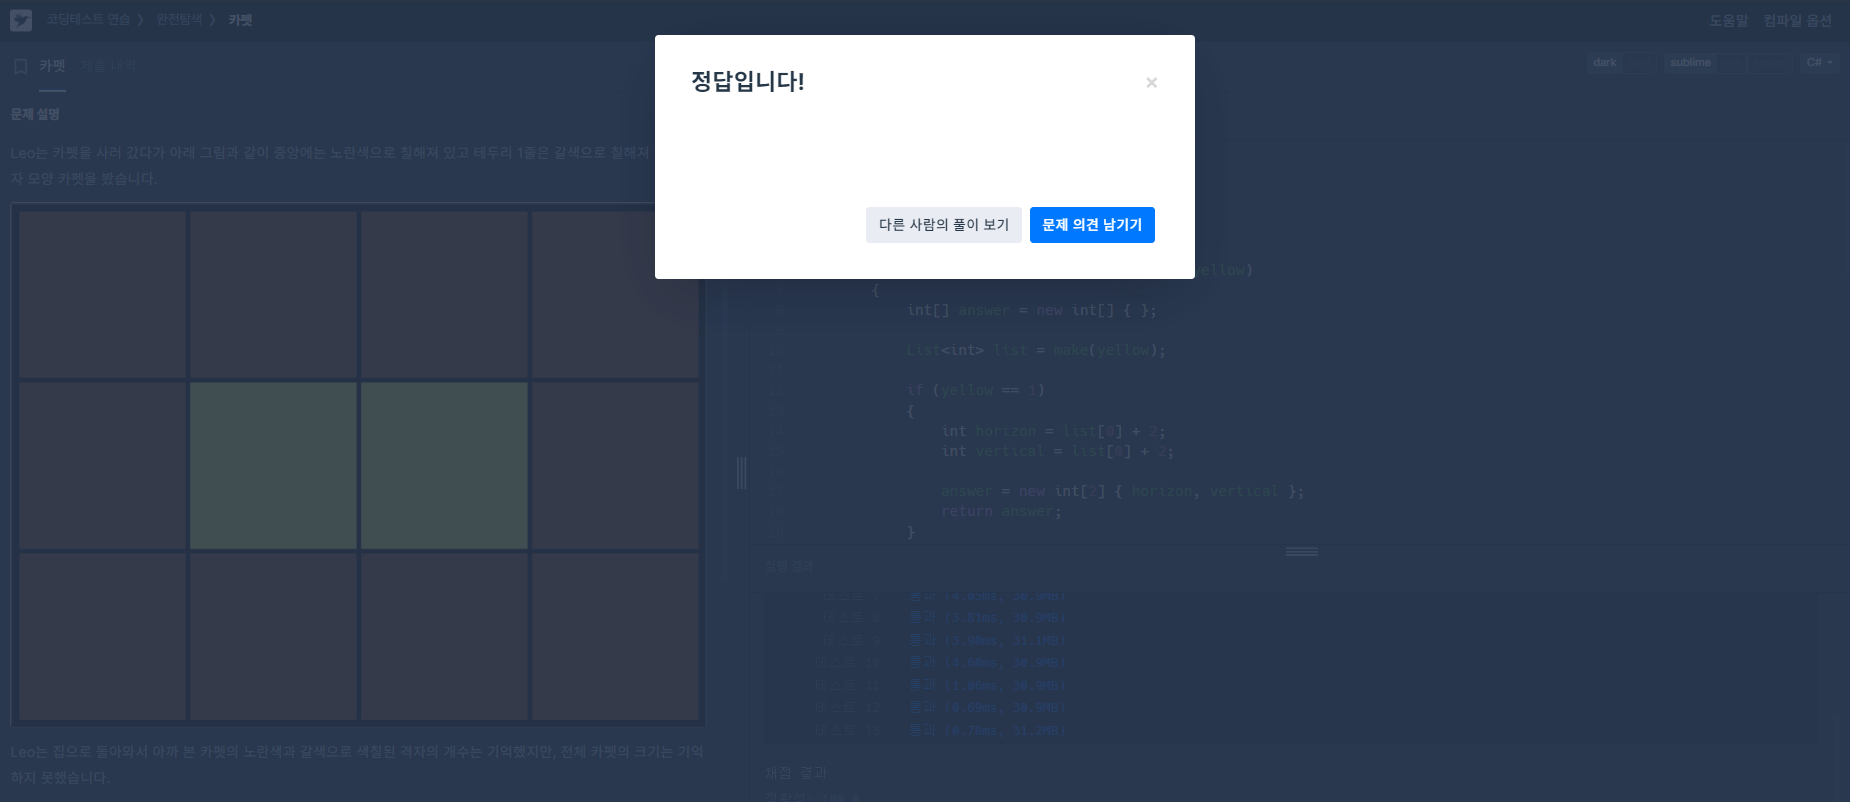 코딩테스트 연습 〉 완전탐색 〉 카펫
도움말 컴파일 옵션
카펫 제출 내역
dark
sublime
C#
문제 설명
Leo는 카펫을 사러 갔다가 아래 그림과 같이 중앙에는 노란색으로 칠해져 있고 테두리 1줄은 갈색으로 칠해져
자 모양 카펫을 봤습니다.
Leo는 집으로 돌아와서 아까 본 카펫의 노란색과 갈색으로 색칠된 격자의 개수는 기억했지만, 전체 카펫의 크기는 기억
하지 못했습니다.
정답입니다!
×
다른 사람의 풀이 보기
문제 의견 남기기
ellow)
{
int[] answer = new int[] { };
List<int> list = make(yellow);
if (yellow == 1)
{
int horizon = list[0] + 2;
int vertical = list[0] + 2;
answer = new int[2] { horizon, vertical };
return answer;
}
실행 결과
테스트 8 통과 (3.81ms, 30.9MB)
테스트 9 통과 (3.90ms, 31.1MB)
테스트 10 통과 (4.60ms, 30.9MB)
테스트 11 통과 (1.00ms, 30.9MB)
테스트 12 통과 (0.69ms, 30.9MB)
테스트 13 통과 (0.70ms, 31.2MB)
채점 결과